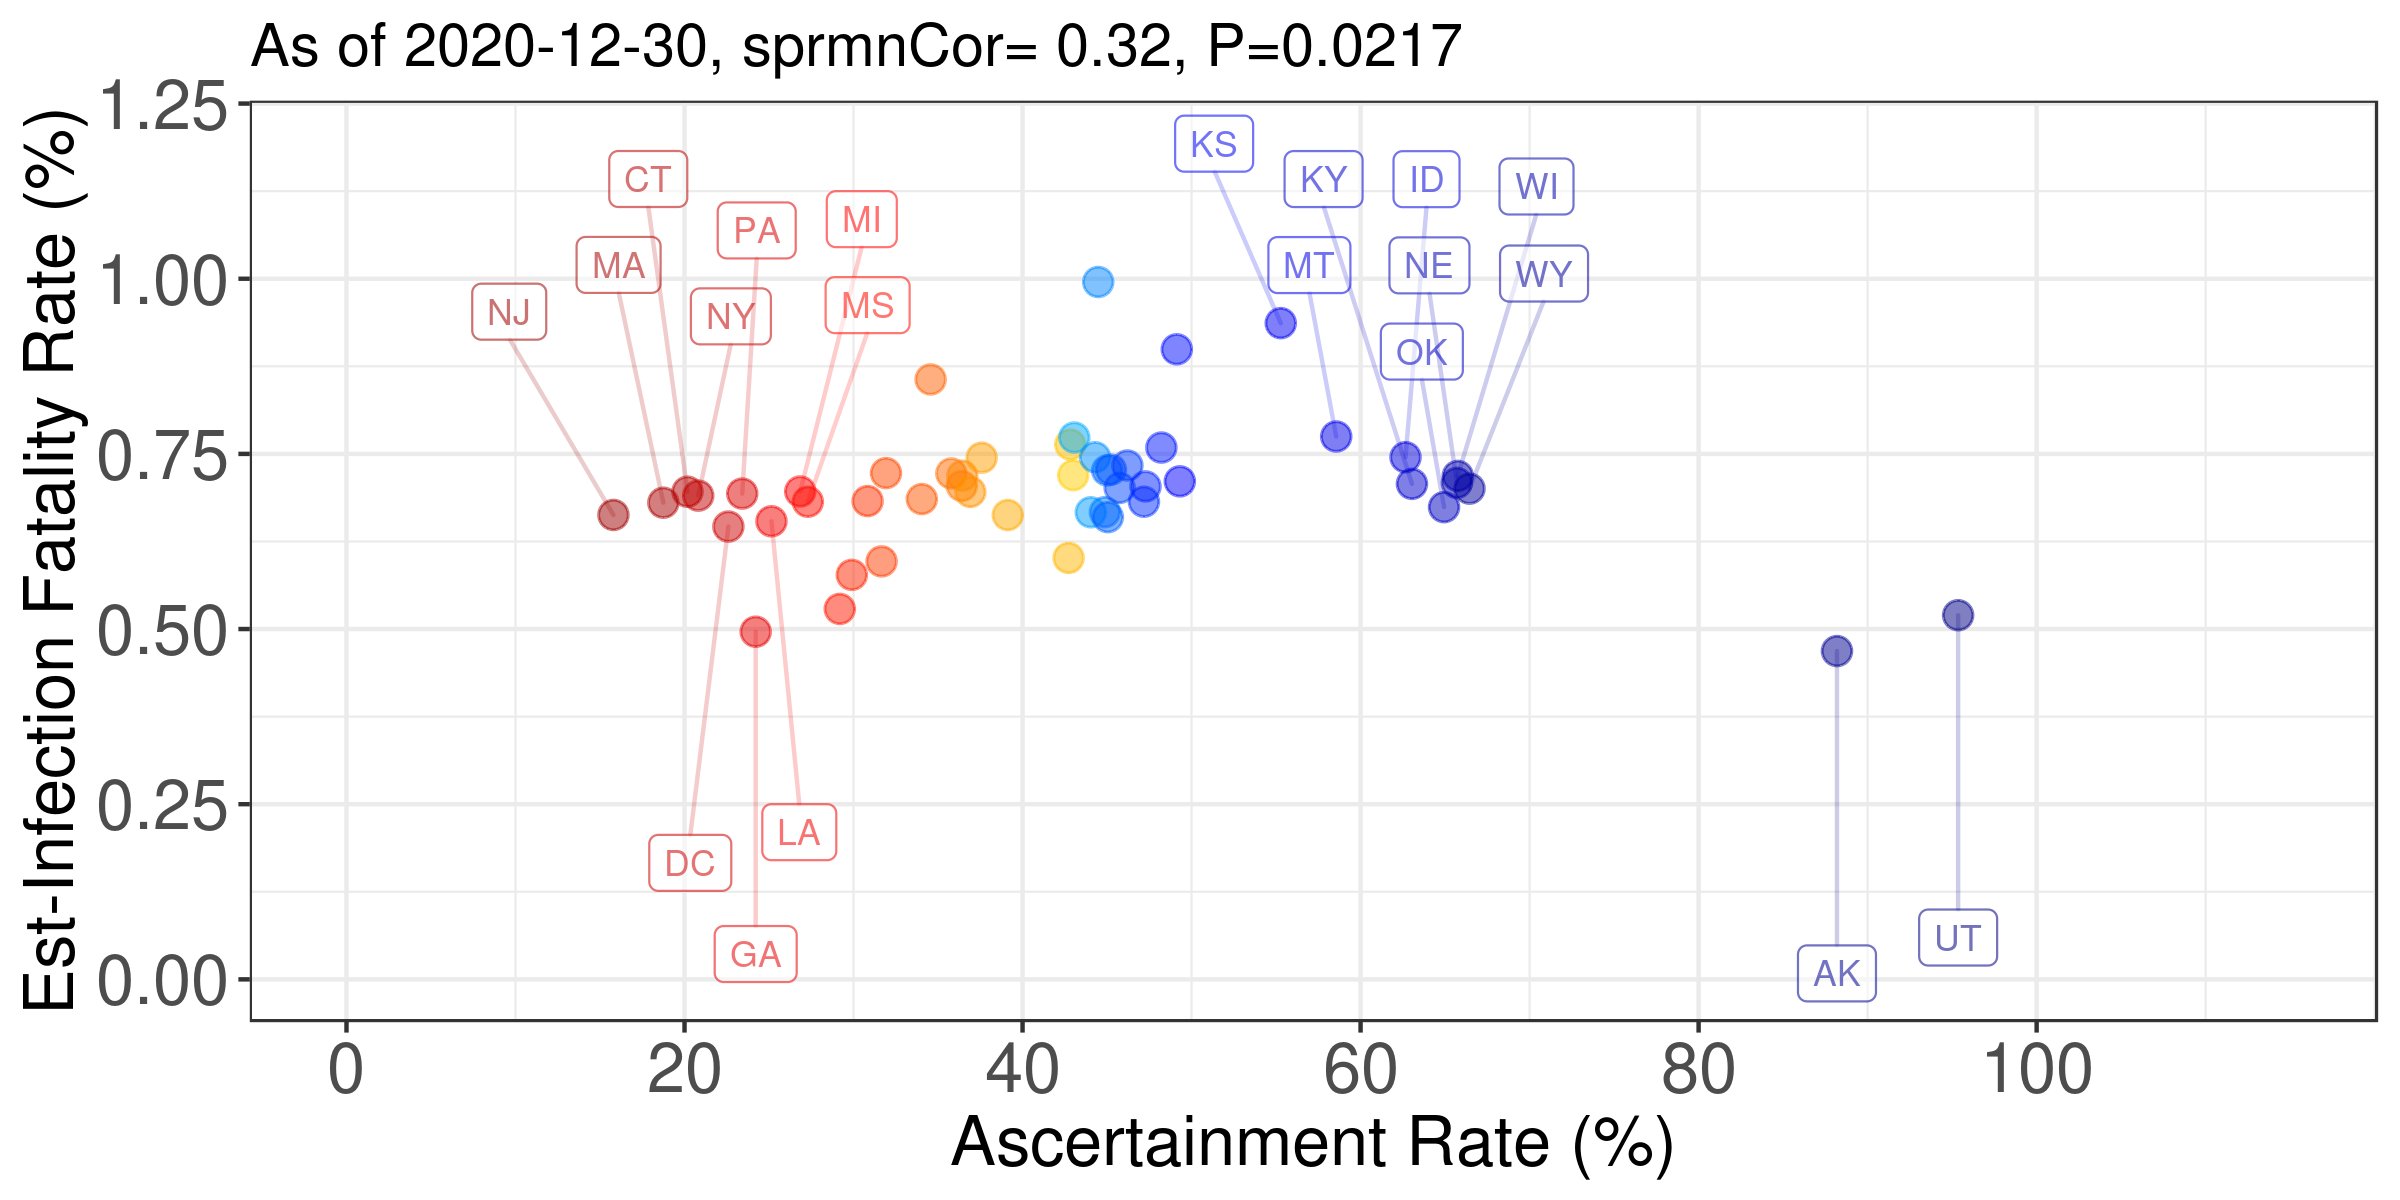 As of 2020-12-30, sprmnCor= 0.32, P=0.0217
Est-Infection Fatality Rate (%)
1.25
1.00
0.75
0.50
0.25
0.00
KS
CT
KY
ID
WI
MI
PA
MA
MT
NE
WY
NJ
NY
MS
OK
LA
DC
GA
UT
AK
0
20
40
60
80
100
Ascertainment Rate (%)